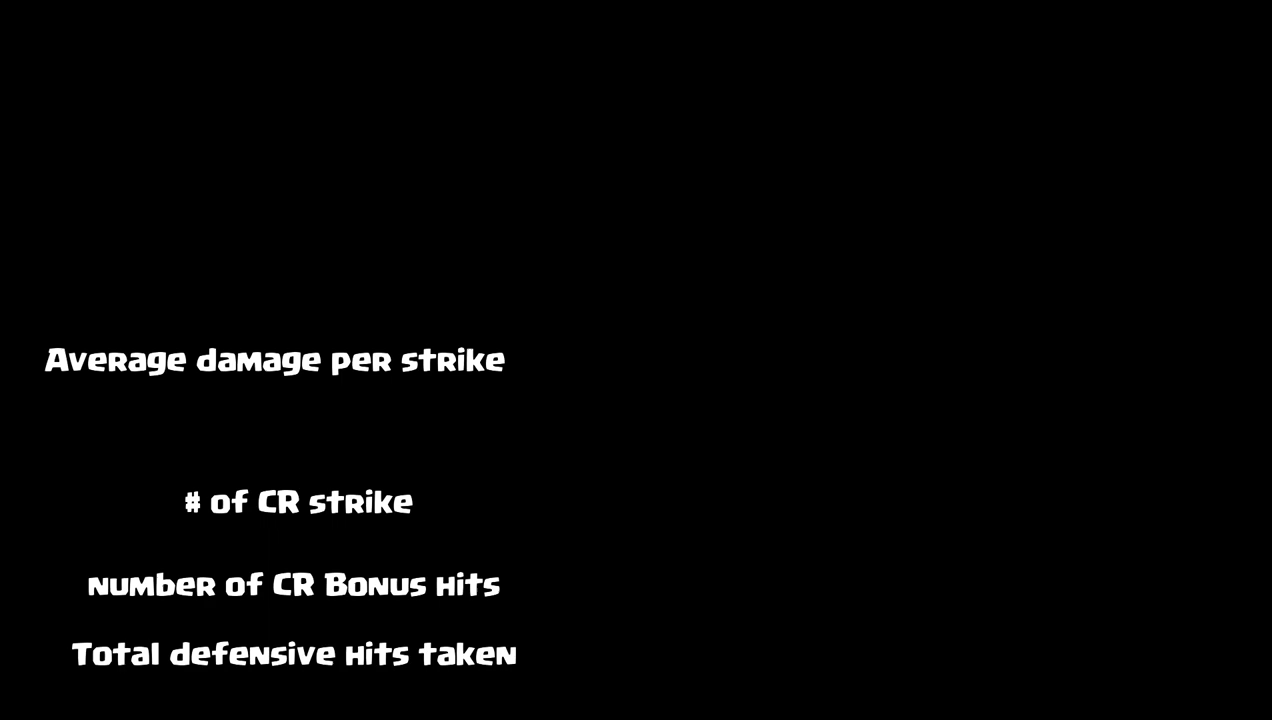 Average damage per strike
# of CR strike
number of CR Bonus hits
Total defensive hits taken